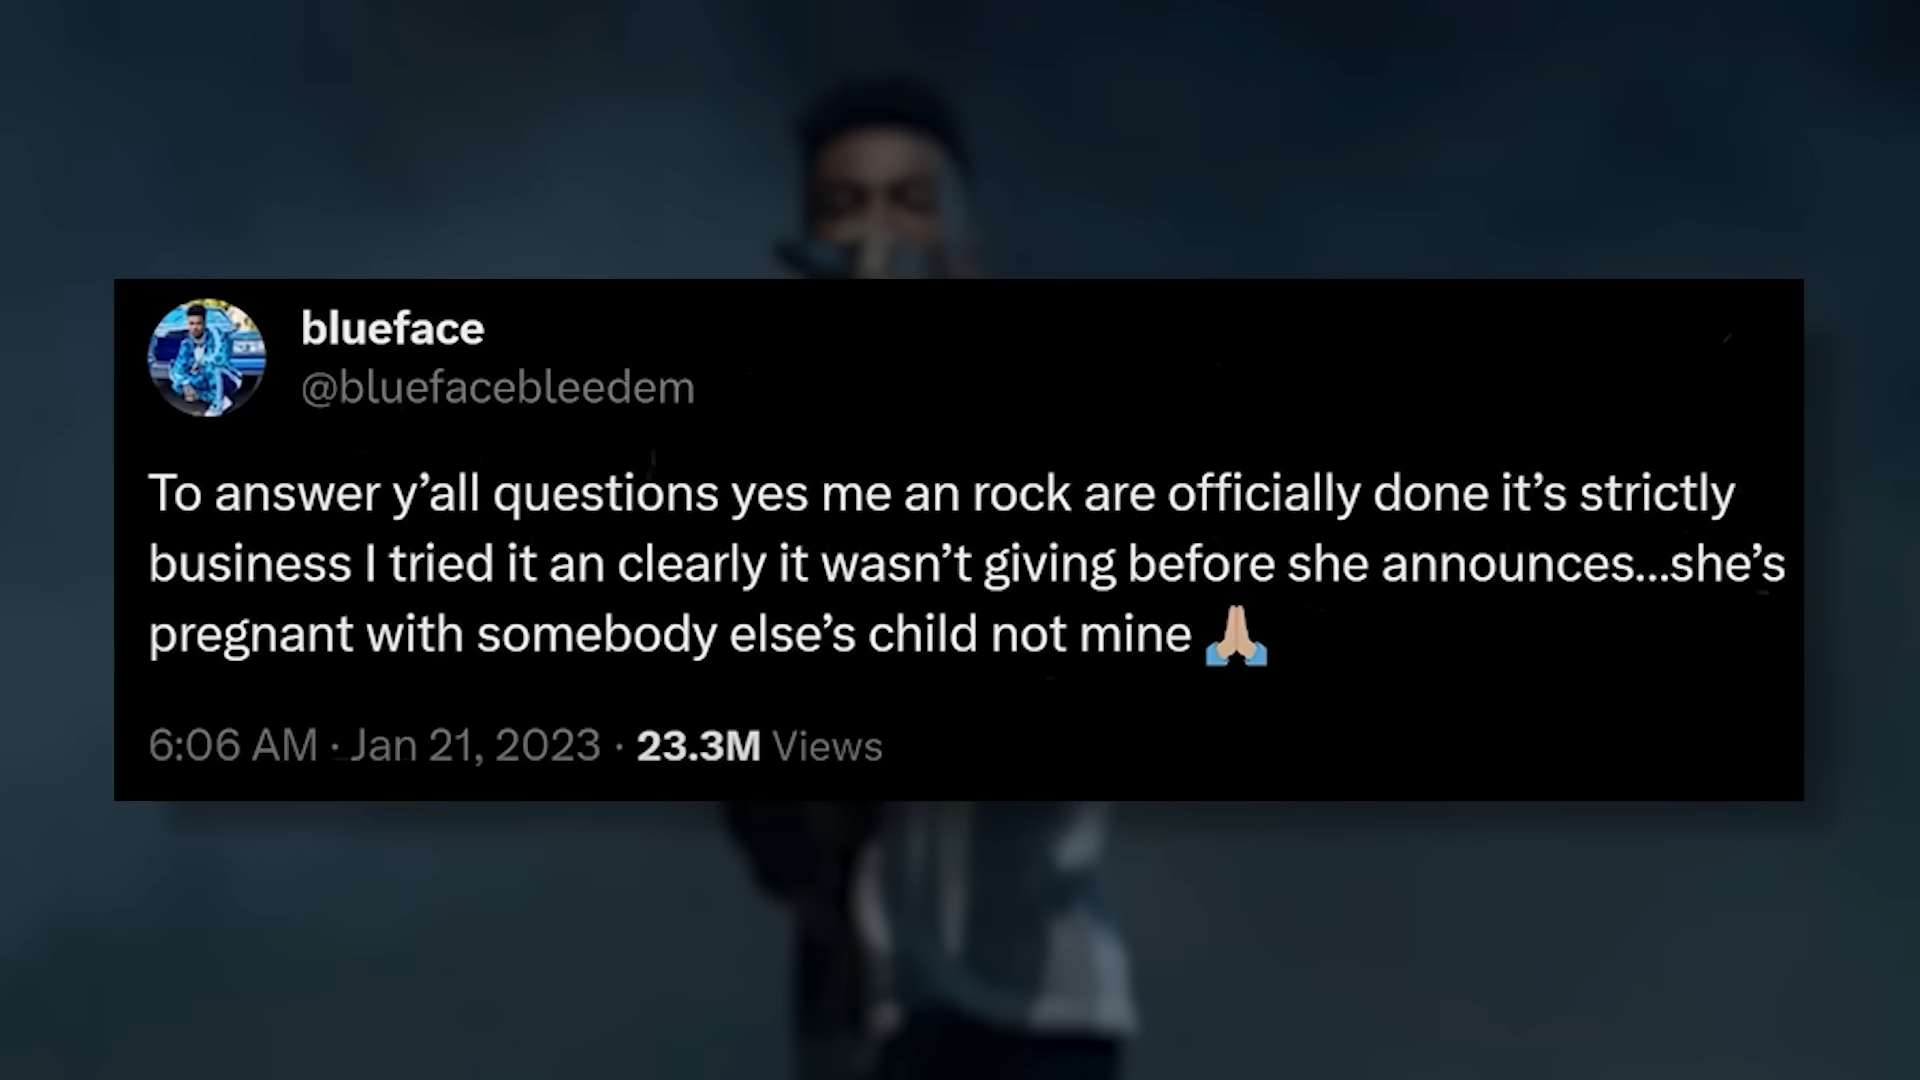 blueface
@bluefacebleedem
To answer y’all questions yes me an rock are officially done it’s strictly
business I tried it an clearly it wasn’t giving before she announces...she’s
pregnant with somebody else’s child not mine 🙏🏼
6:06 AM · Jan 21, 2023 · 23.3M Views